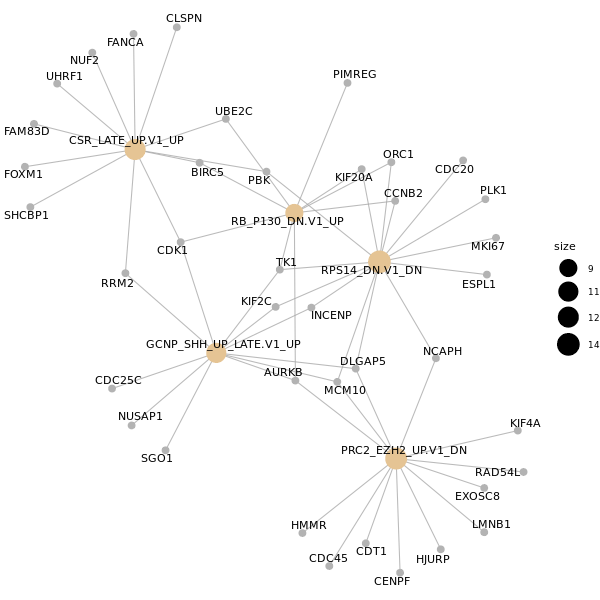 CLSPN
FANCA
NUF2
UHRF1
PIMREG
UBE2C
FAM83D
CSR_LATE_UP.V1_UP
ORC1
CDC20
FOXM1
BIRC5
PBK
KIF20A
CCNB2
PLK1
SHCBP1
RB_P130_DN.V1_UP
CDK1
MKI67
TK1
RPS14_DN.V1_DN
RRM2
ESPL1
KIF2C
INCENP
GCNP_SHH_UP_LATE.V1_UP
NCAPH
DLGAP5
AURKB
CDC25C
MCM10
NUSAP1
SGO1
PRC2_EZH2_UP.V1_DN
KIF4A
RAD54L
EXOSC8
HMMR
LMNB1
CDC45
CDT1
HJURP
CENPF
size
9
11
12
14